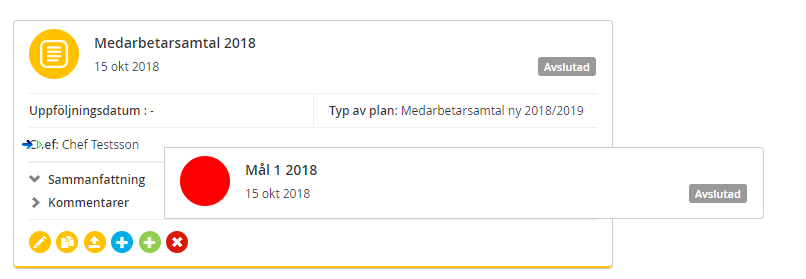 Medarbetarsamtal 2018
15 okt 2018
Avslutad
Uppföljningsdatum : -
Typ av plan: Medarbetarsamtal ny 2018/2019
ef: Chef Testsson
Mål 1 2018
15 okt 2018
Avslutad
Sammanfattning
Kommentarer